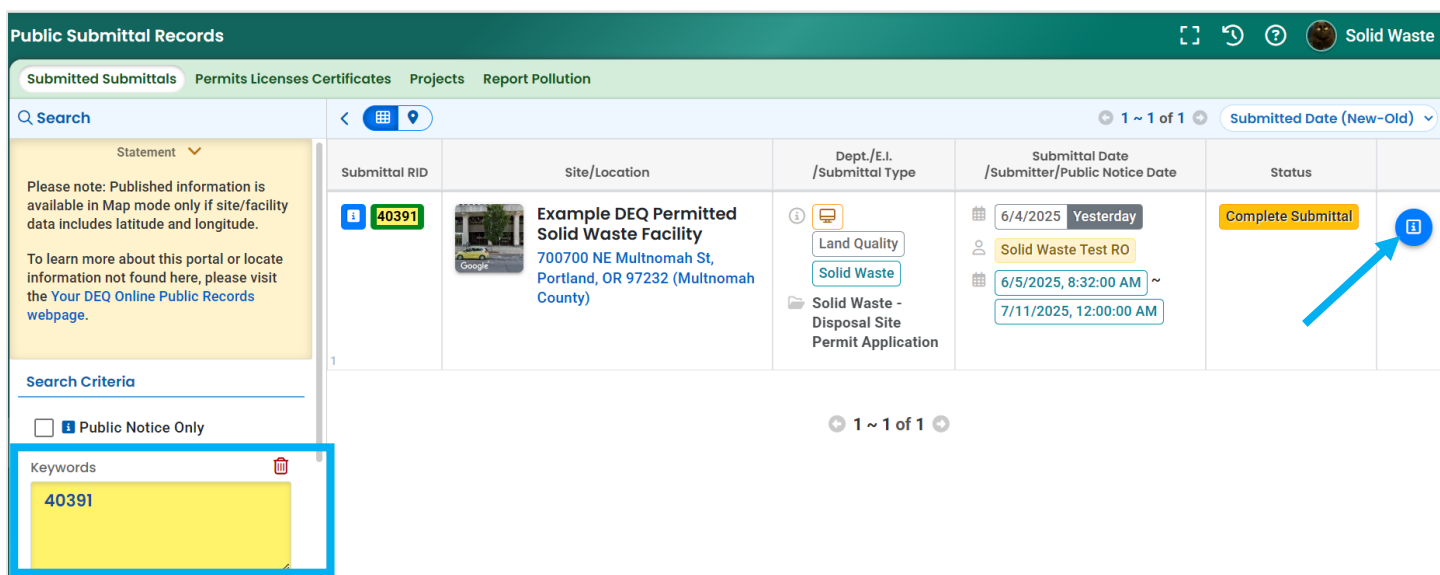 Public Submittal Records
Solid Waste
Submitted Submittals Permits Licenses Certificates Projects Report Pollution
Search
1 ~ 1 of 1
Submitted Date (New-Old)
Statement
Please note: Published information is
available in Map mode only if site/facility
data includes latitude and longitude.
To learn more about this portal or locate
information not found here, please visit
the Your DEQ Online Public Records
webpage.
Search Criteria
Public Notice Only
Keywords
40391
Submittal RID
Site/Location
Dept./E.I.
/Submittal Type
Submittal Date
/Submitter/Public Notice Date
Status
40391
1
Google
Example DEQ Permitted
Solid Waste Facility
700700 NE Multnomah St,
Portland, OR 97232 (Multnomah
County)
Land Quality
Solid Waste
Solid Waste -
Disposal Site
Permit Application
6/4/2025 Yesterday
Solid Waste Test RO
6/5/2025, 8:32:00 AM ~
7/11/2025, 12:00:00 AM
Complete Submittal
1 ~ 1 of 1